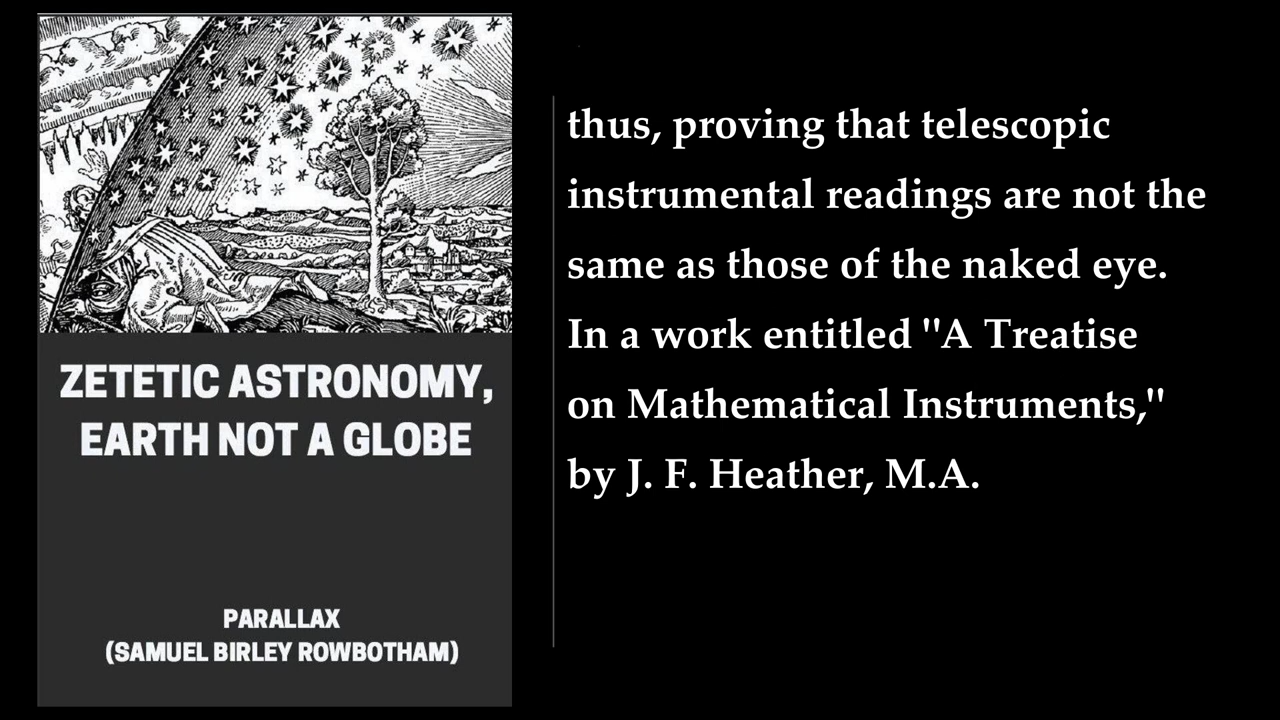 ZETETIC ASTRONOMY,
EARTH NOT A GLOBE
PARALLAX
(SAMUEL BIRLEY ROWBOTHAM)
thus, proving that telescopic
instrumental readings are not the
same as those of the naked eye.
In a work entitled "A Treatise
on Mathematical Instruments,"
by J. F. Heather, M.A.